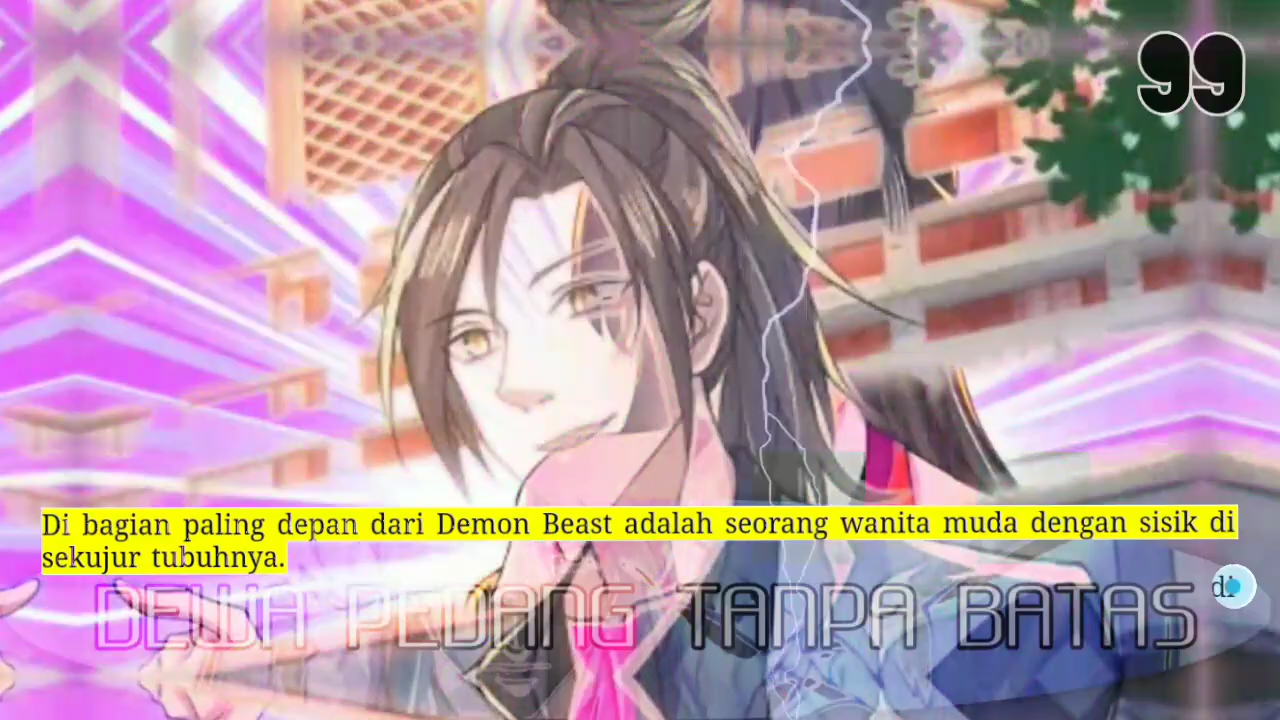 99
Di bagian paling depan dari Demon Beast adalah seorang wanita muda dengan sisik di
sekujur tubuhnya.
di
DEWA PEDANG TANPA BATAS